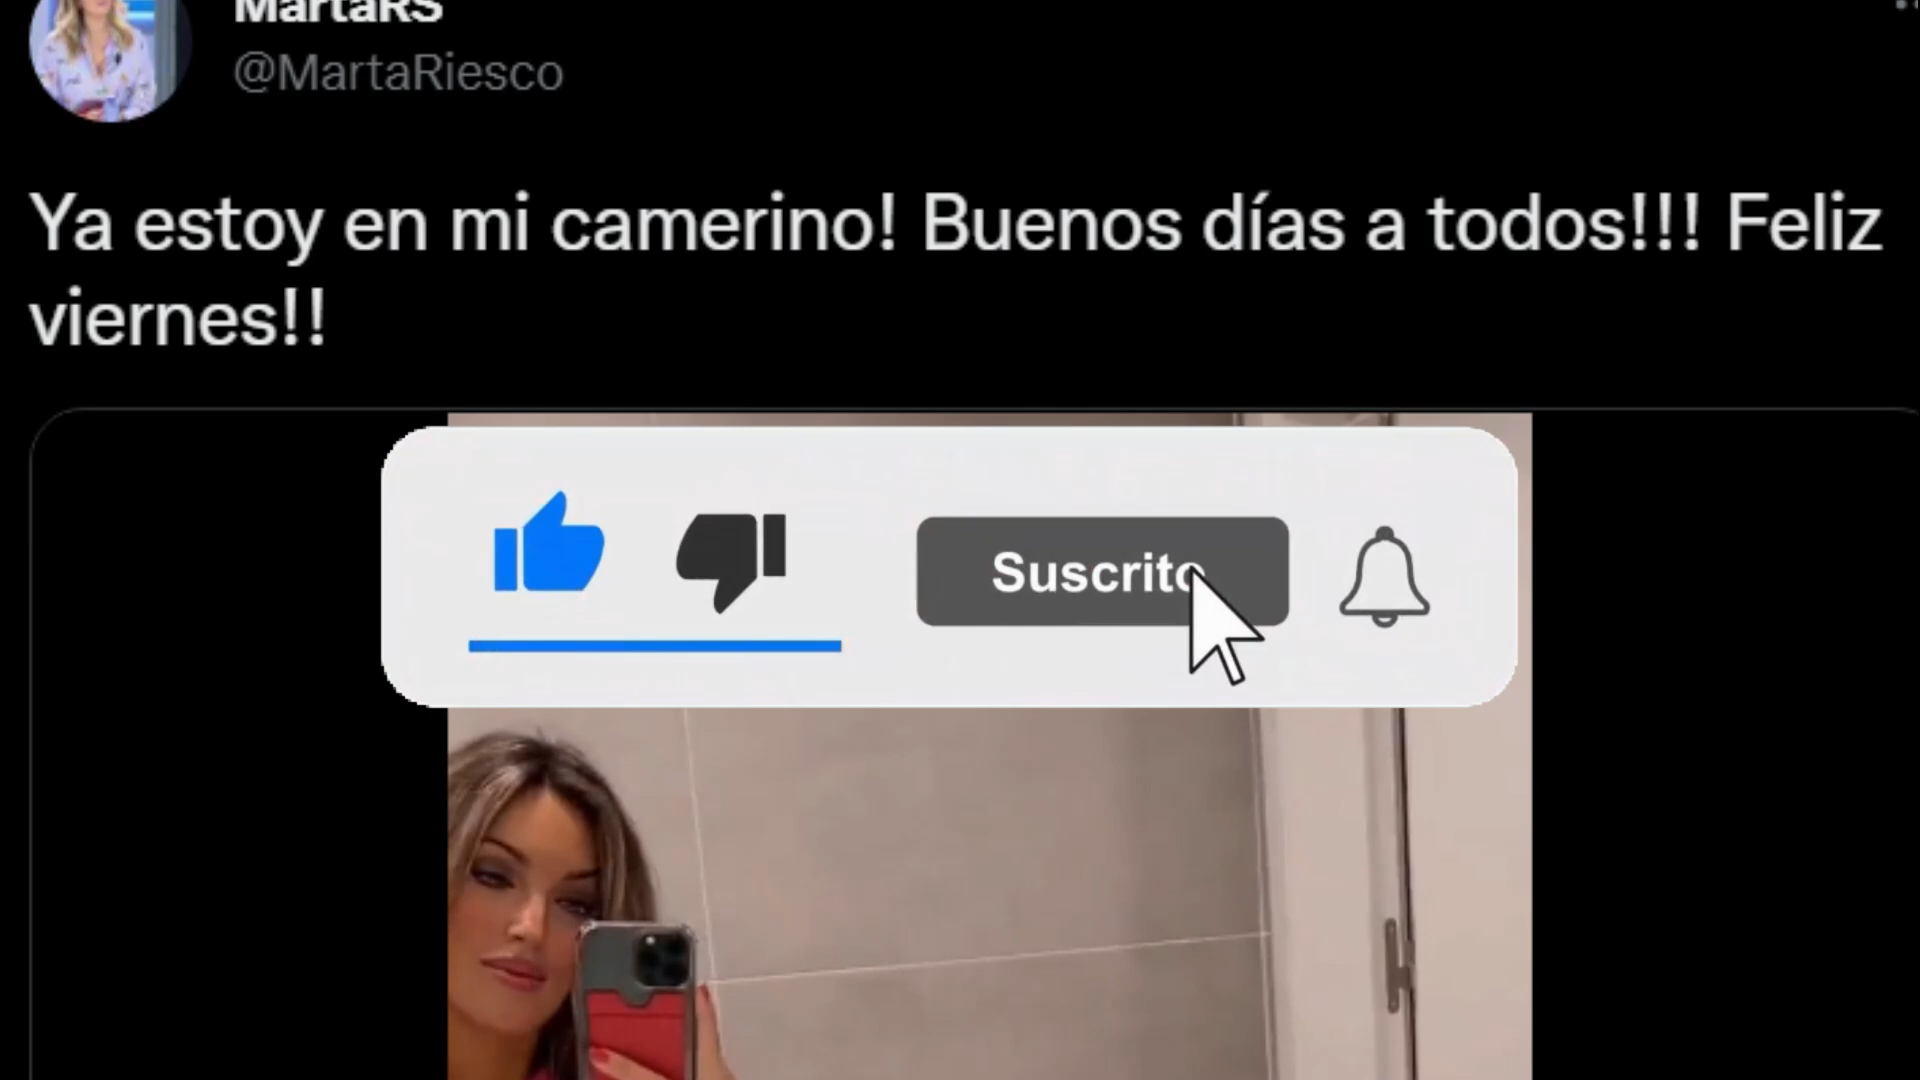 MartaRS
@MartaRiesco
Ya estoy en mi camerino! Buenos días a todos!!! Feliz
viernes!!
Suscrito